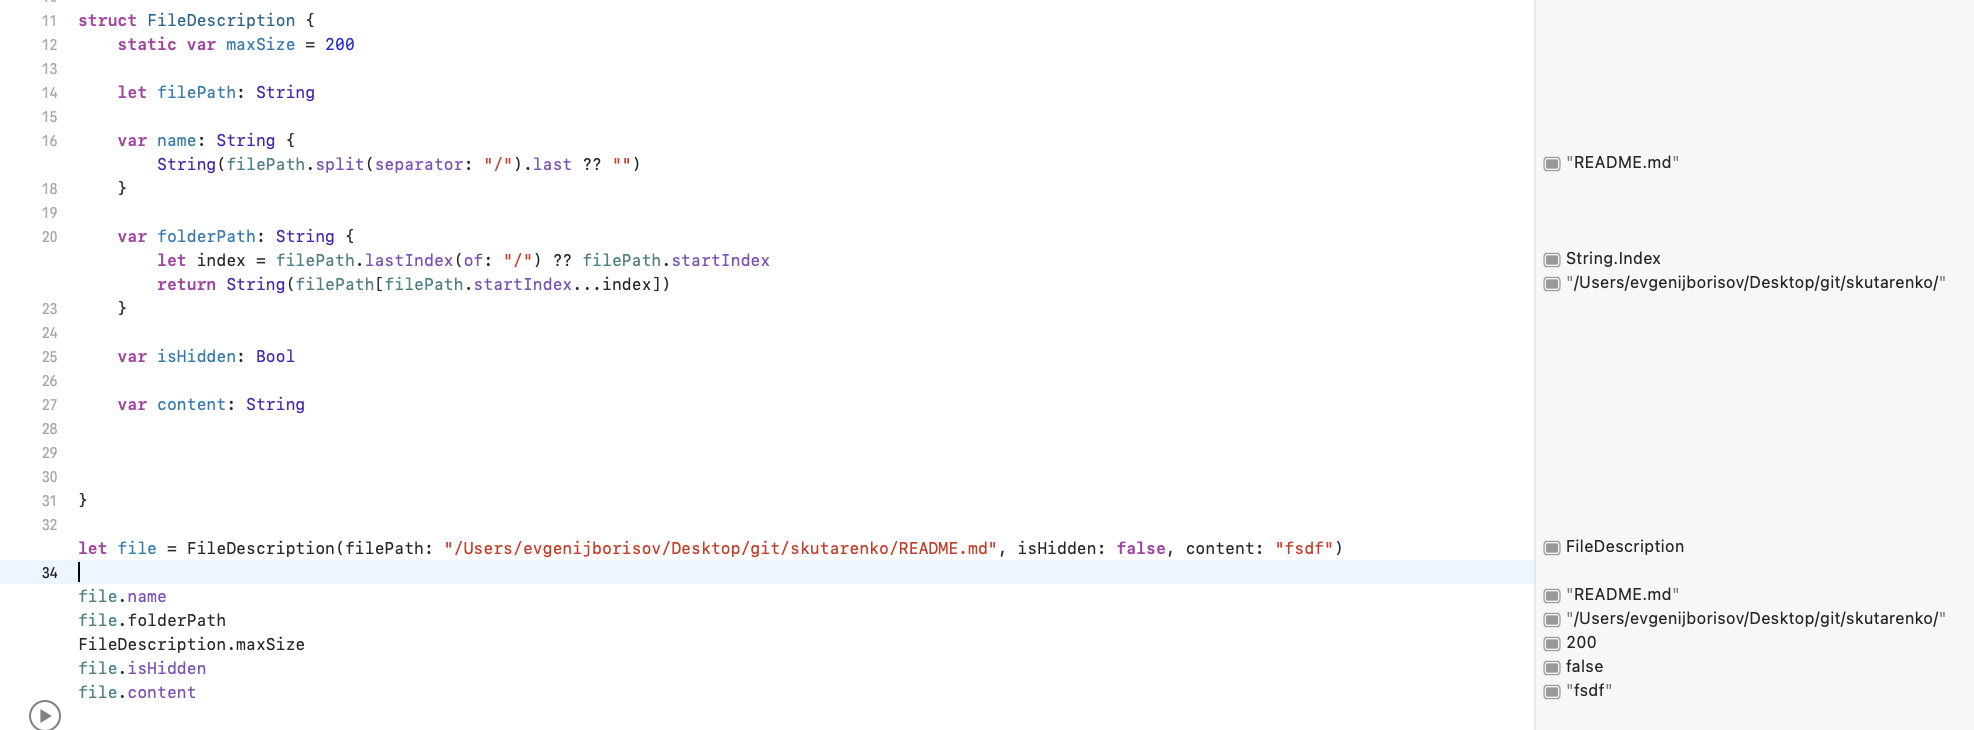 11 struct FileDescription {
12 static var maxSize = 200
13
14 let filePath: String
15
16 var name: String {
String(filePath.split(separator: "/").last ?? "") "README.md"
18 }
19
20 var folderPath: String {
let index = filePath.lastIndex(of: "/") ?? filePath.startIndex String.Index
return String(filePath[filePath.startIndex...index]) "/Users/evgenijborisov/Desktop/git/skutarenko/"
23 }
24
25 var isHidden: Bool
26
27 var content: String
28
29
30
31 }
32
let file = FileDescription(filePath: "/Users/evgenijborisov/Desktop/git/skutarenko/README.md", isHidden: false, content: "fsdf") FileDescription
34
file.name "README.md"
file.folderPath "/Users/evgenijborisov/Desktop/git/skutarenko/"
FileDescription.maxSize 200
file.isHidden false
file.content "fsdf"